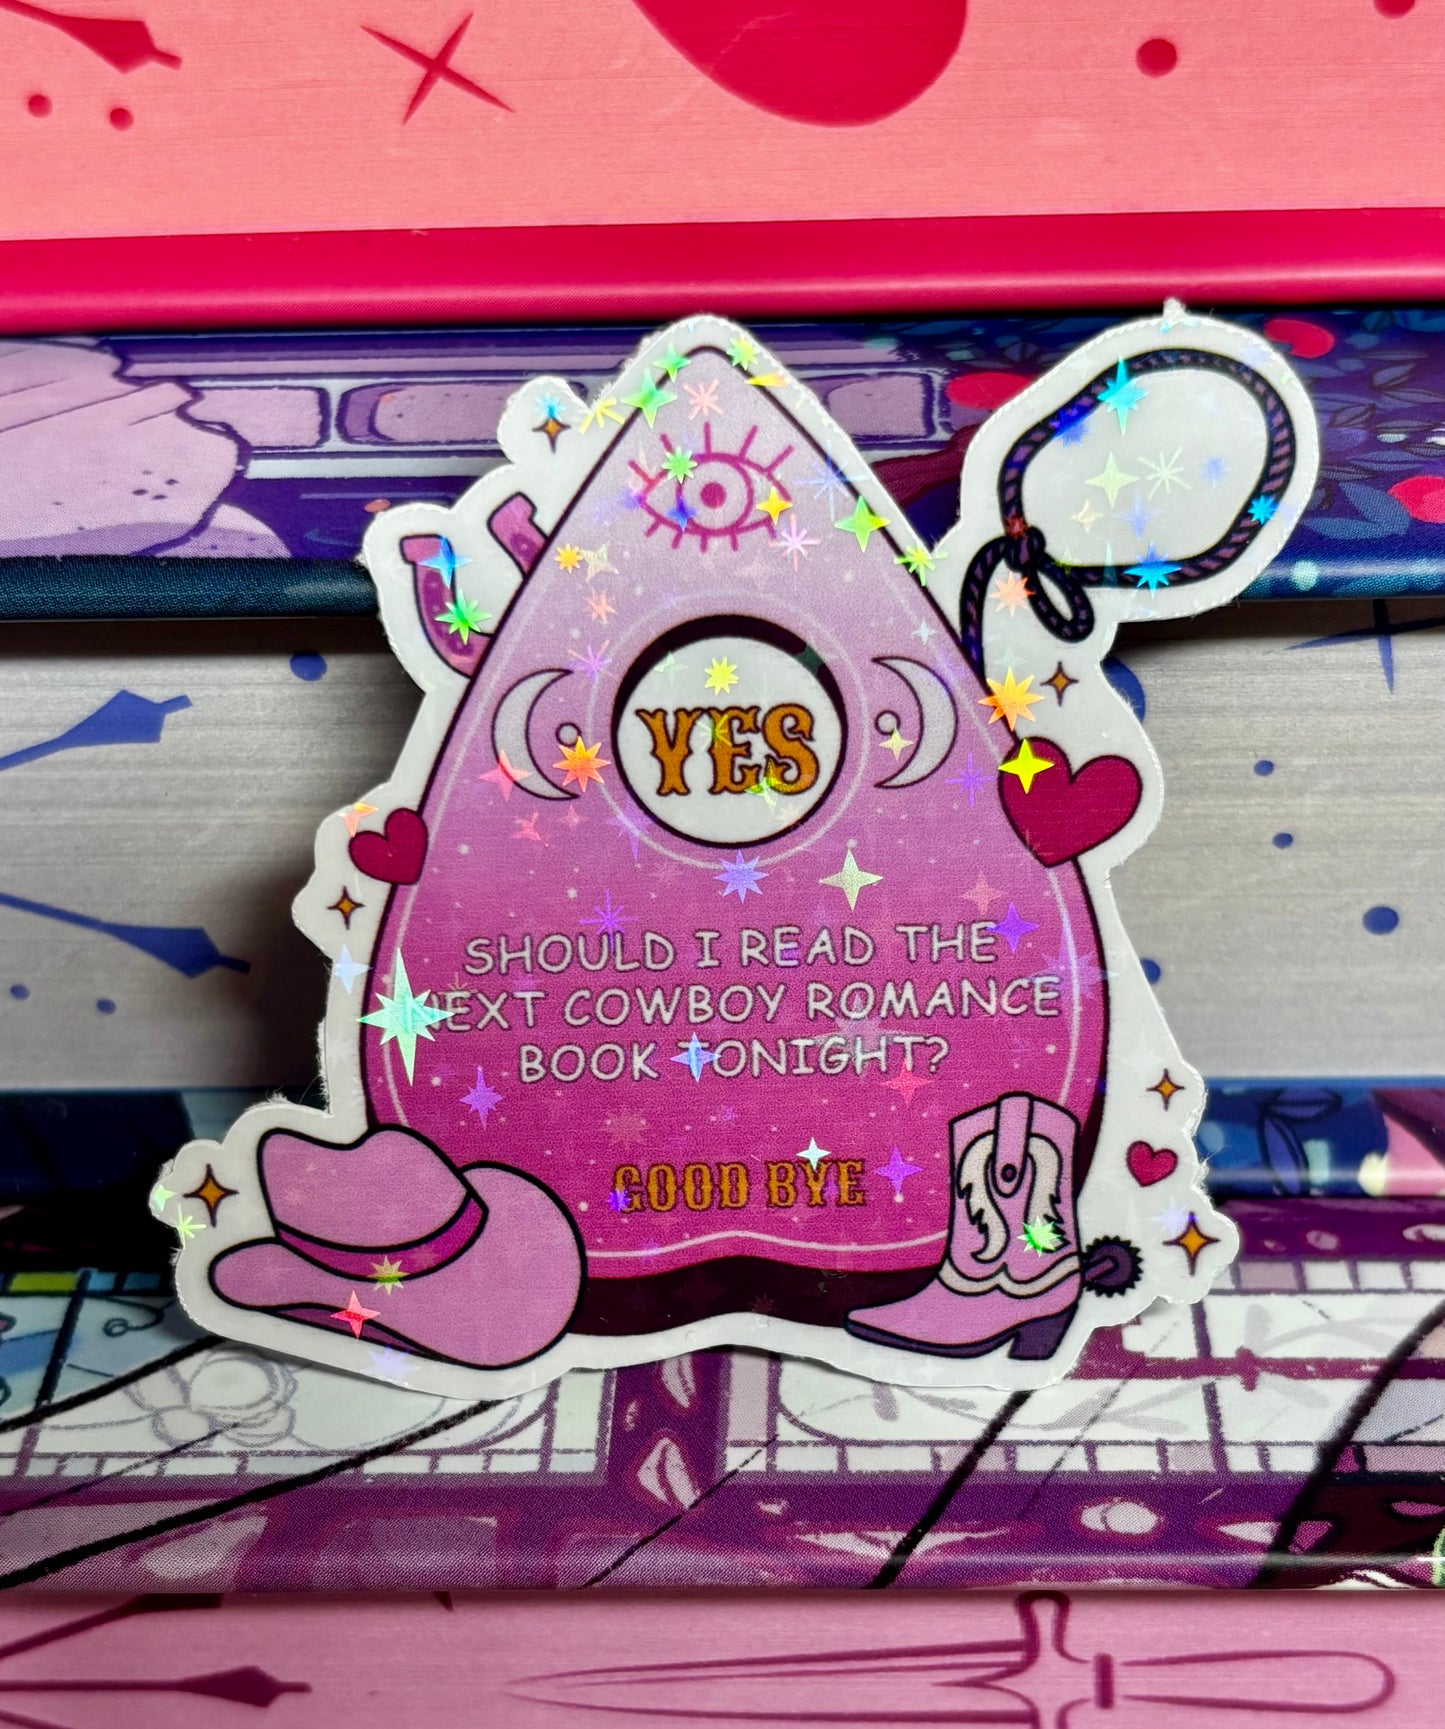 YES
SHOULD I READ THE
NEXT COWBOY ROMANCE
BOOK TONIGHT?
GOOD BYE